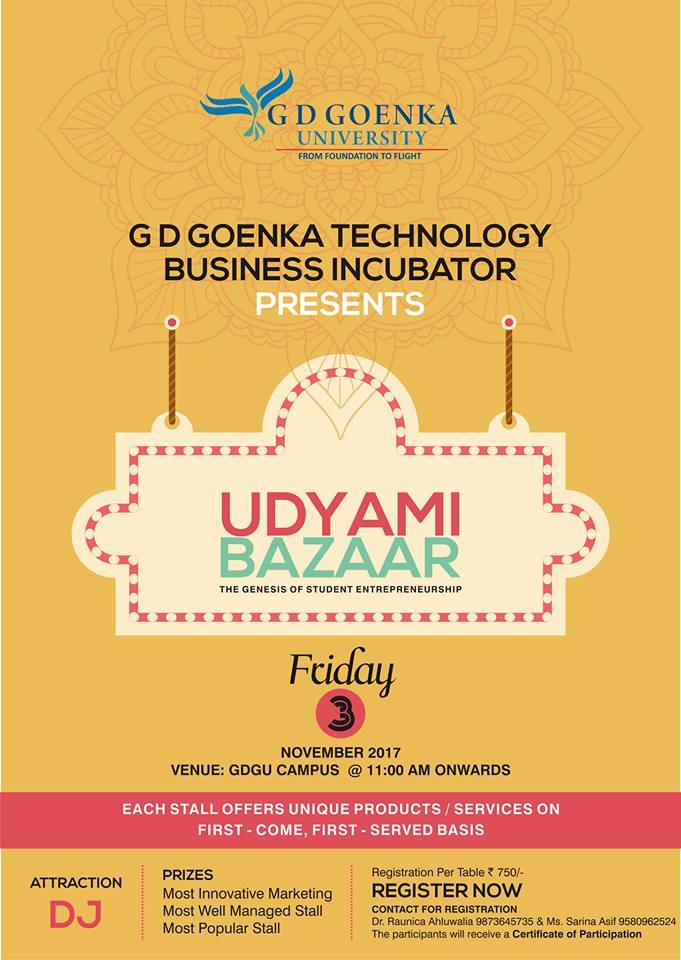 G D GOENKA
UNIVERSITY
FROM FOUNDATION TO FLIGHT
G D GOENKA TECHNOLOGY
BUSINESS INCUBATOR
PRESENTS
UDYAMI
BAZAAR
THE GENESIS OF STUDENT ENTREPRENEURSHIP
Friday
3
NOVEMBER 2017
VENUE: GDGU CAMPUS @ 11:00 AM ONWARDS
EACH STALL OFFERS UNIQUE PRODUCTS / SERVICES ON
FIRST - COME, FIRST - SERVED BASIS
ATTRACTION
DJ
PRIZES
Most Innovative Marketing
Most Well Managed Stall
Most Popular Stall
Registration Per Table ₹ 750/-
REGISTER NOW
CONTACT FOR REGISTRATION
Dr. Raunica Ahluwalia 9873645735 & Ms. Sarina Asif 9580962524
The participants will receive a Certificate of Participation